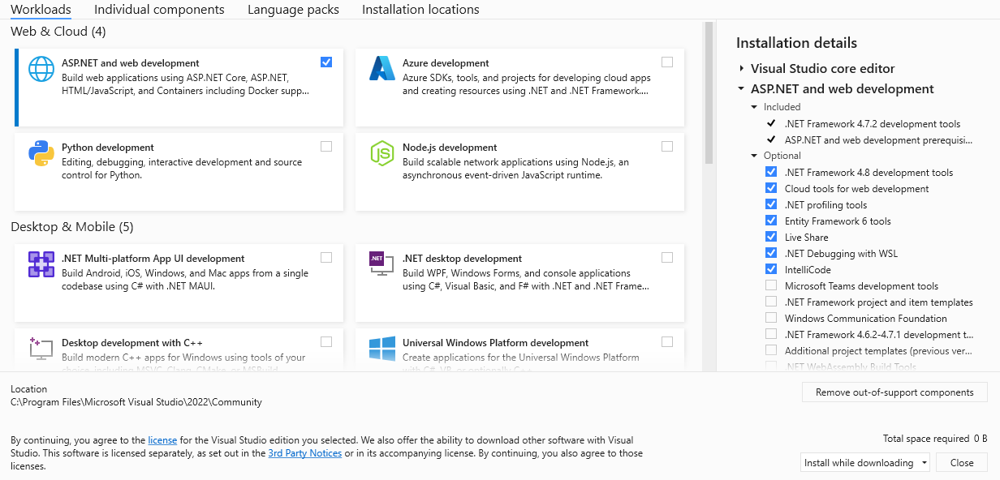 Workloads Individual components Language packs Installation locations
Web & Cloud (4)
ASP.NET and web development
Build web applications using ASP.NET Core, ASP.NET,
HTML/JavaScript, and Containers including Docker supp...
Azure development
Azure SDKs, tools, and projects for developing cloud apps
and creating resources using .NET and .NET Framework....
Python development
Editing, debugging, interactive development and source
control for Python.
JS
Node.js development
Build scalable network applications using Node.js, an
asynchronous event-driven JavaScript runtime.
Desktop & Mobile (5)
.NET Multi-platform App UI development
Build Android, iOS, Windows, and Mac apps from a single
codebase using C# with .NET MAUI.
.NET
.NET desktop development
Build WPF, Windows Forms, and console applications
using C#, Visual Basic, and F# with .NET and .NET Frame...
Desktop development with C++
Build modern C++ apps for Windows using tools of your
choice, including MSVC, Clang, CMake, or MSBuild.
Universal Windows Platform development
Create applications for the Universal Windows Platform
with C#, VB, or optionally C++.
Installation details
Visual Studio core editor
ASP.NET and web development
Included
.NET Framework 4.7.2 development tools
ASP.NET and web development prerequisi...
Optional
.NET Framework 4.8 development tools
Cloud tools for web development
.NET profiling tools
Entity Framework 6 tools
Live Share
.NET Debugging with WSL
IntelliCode
Microsoft Teams development tools
.NET Framework project and item templates
Windows Communication Foundation
.NET Framework 4.6.2-4.7.1 development t...
Additional project templates (previous ver...
.NET WebAssembly Build Tools
Location
C:\Program Files\Microsoft Visual Studio\2022\Community
Remove out-of-support components
By continuing, you agree to the license for the Visual Studio edition you selected. We also offer the ability to download other software with Visual
Studio. This software is licensed separately, as set out in the 3rd Party Notices or in its accompanying license. By continuing, you also agree to those
licenses.
Total space required 0 B
Install while downloading
Close